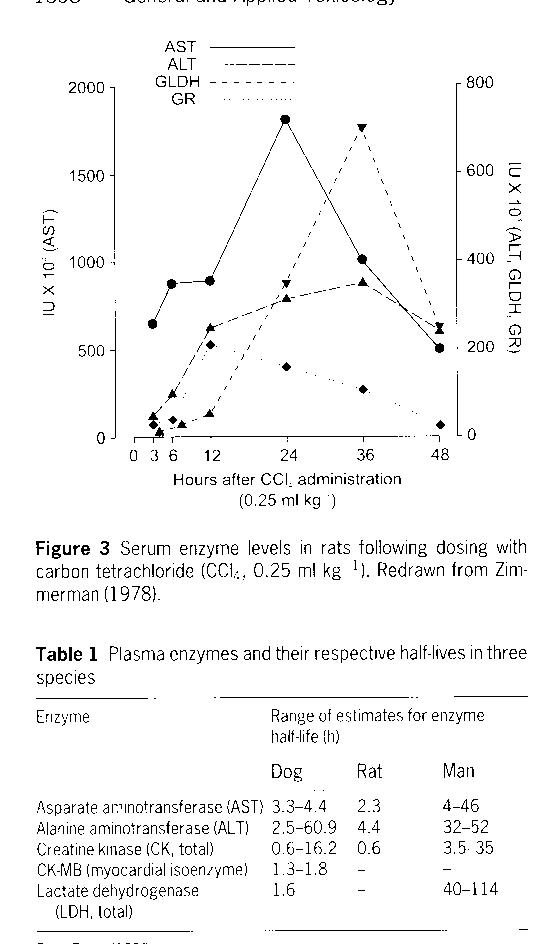 General and Applied Toxicology
AST
ALT
GLDH
GR
2000
1500
1000
500
0
IU X 10² (AST)
800
600
400
200
0
(ALT, GLDH, GR)
0 3 6 12 24 36 48
Hours after CCl₄ administration
(0.25 ml kg⁻¹)
Figure 3 Serum enzyme levels in rats following dosing with
carbon tetrachloride (CCl₄, 0.25 ml kg⁻¹). Redrawn from Zim-
merman (1978).
Table 1 Plasma enzymes and their respective half-lives in three
species
Enzyme Range of estimates for enzyme
half-life (h)
Dog Rat Man
Asparate aminotransferase (AST) 3.3–4.4 2.3 4–46
Alanine aminotransferase (ALT) 2.5–60.9 4.4 32–52
Creatine kinase (CK, total) 0.6–16.2 0.6 3.5–35
CK-MB (myocardial isoenzyme) 1.3–1.8 – –
Lactate dehydrogenase 1.6 – 40–114
(LDH, total)